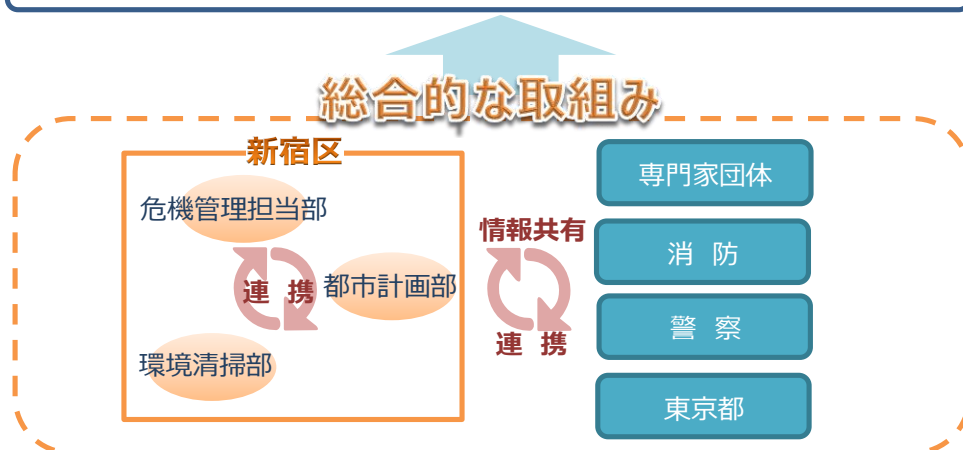 総合的な取組み
新宿区
危機管理担当部
連 携
都市計画部
環境清掃部
情報共有
連 携
専門家団体
消 防
警 察
東京都